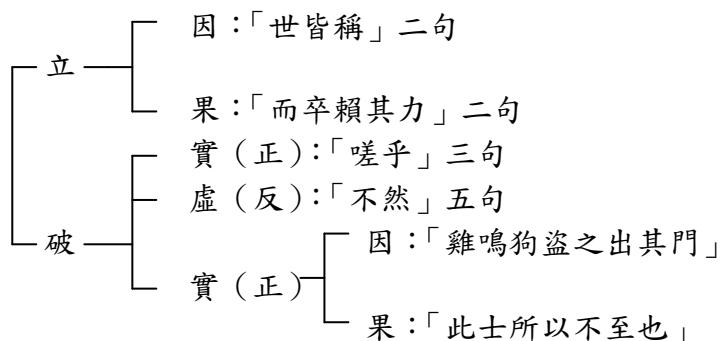 因：「世皆稱」二句
立
果：「而卒賴其力」二句
實（正）：「嗟乎」三句
虛（反）：「不然」五句
破
因：「雞鳴狗盜之出其門」
實（正）
果：「此士所以不至也」